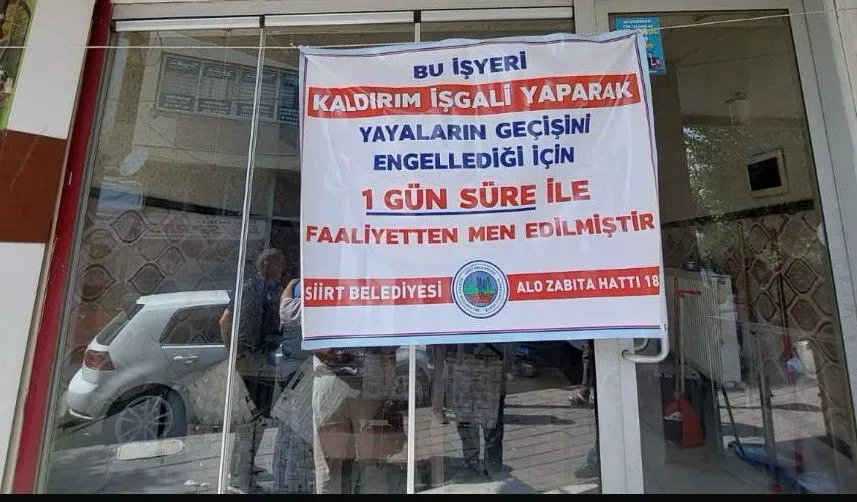 BU İŞYERİ
KALDIRIM İŞGALİ YAPARAK
YAYALARIN GEÇİŞİNİ
ENGELLEDİĞİ İÇİN
1 GÜN SÜRE İLE
FAALİYETTEN MEN EDİLMİŞTİR
SİİRT BELEDİYESİ ALO ZABITA HATTI 18